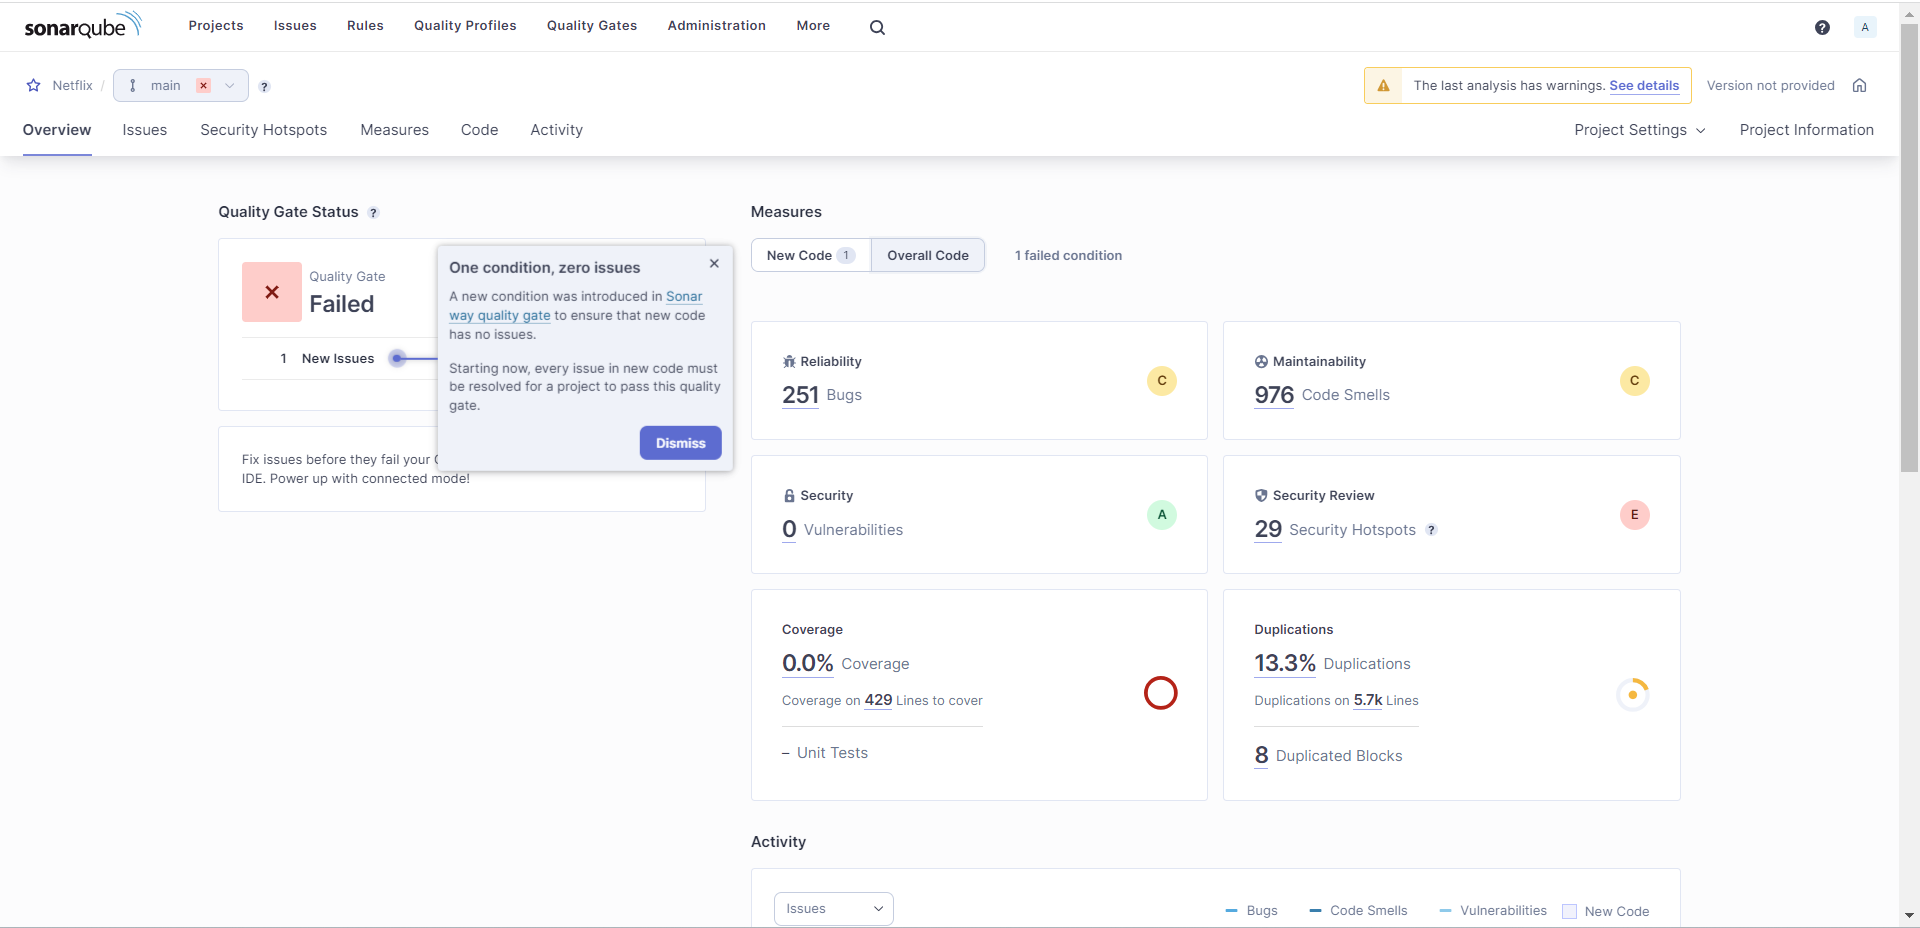 sonarqube
Projects Issues Rules Quality Profiles Quality Gates Administration More
? A
Netflix / main ?
The last analysis has warnings. See details
Version not provided
Overview Issues Security Hotspots Measures Code Activity
Project Settings Project Information
Quality Gate Status ?
Quality Gate
Failed
1 New Issues
One condition, zero issues
A new condition was introduced in Sonar
way quality gate to ensure that new code
has no issues.
Starting now, every issue in new code must
be resolved for a project to pass this quality
gate.
Dismiss
Fix issues before they fail your
IDE. Power up with connected mode!
Measures
New Code 1 Overall Code 1 failed condition
Reliability
251 Bugs
C
Maintainability
976 Code Smells
C
Security
0 Vulnerabilities
A
Security Review
29 Security Hotspots ?
E
Coverage
0.0% Coverage
Coverage on 429 Lines to cover
– Unit Tests
Duplications
13.3% Duplications
Duplications on 5.7k Lines
8 Duplicated Blocks
Activity
Issues
Bugs Code Smells Vulnerabilities New Code